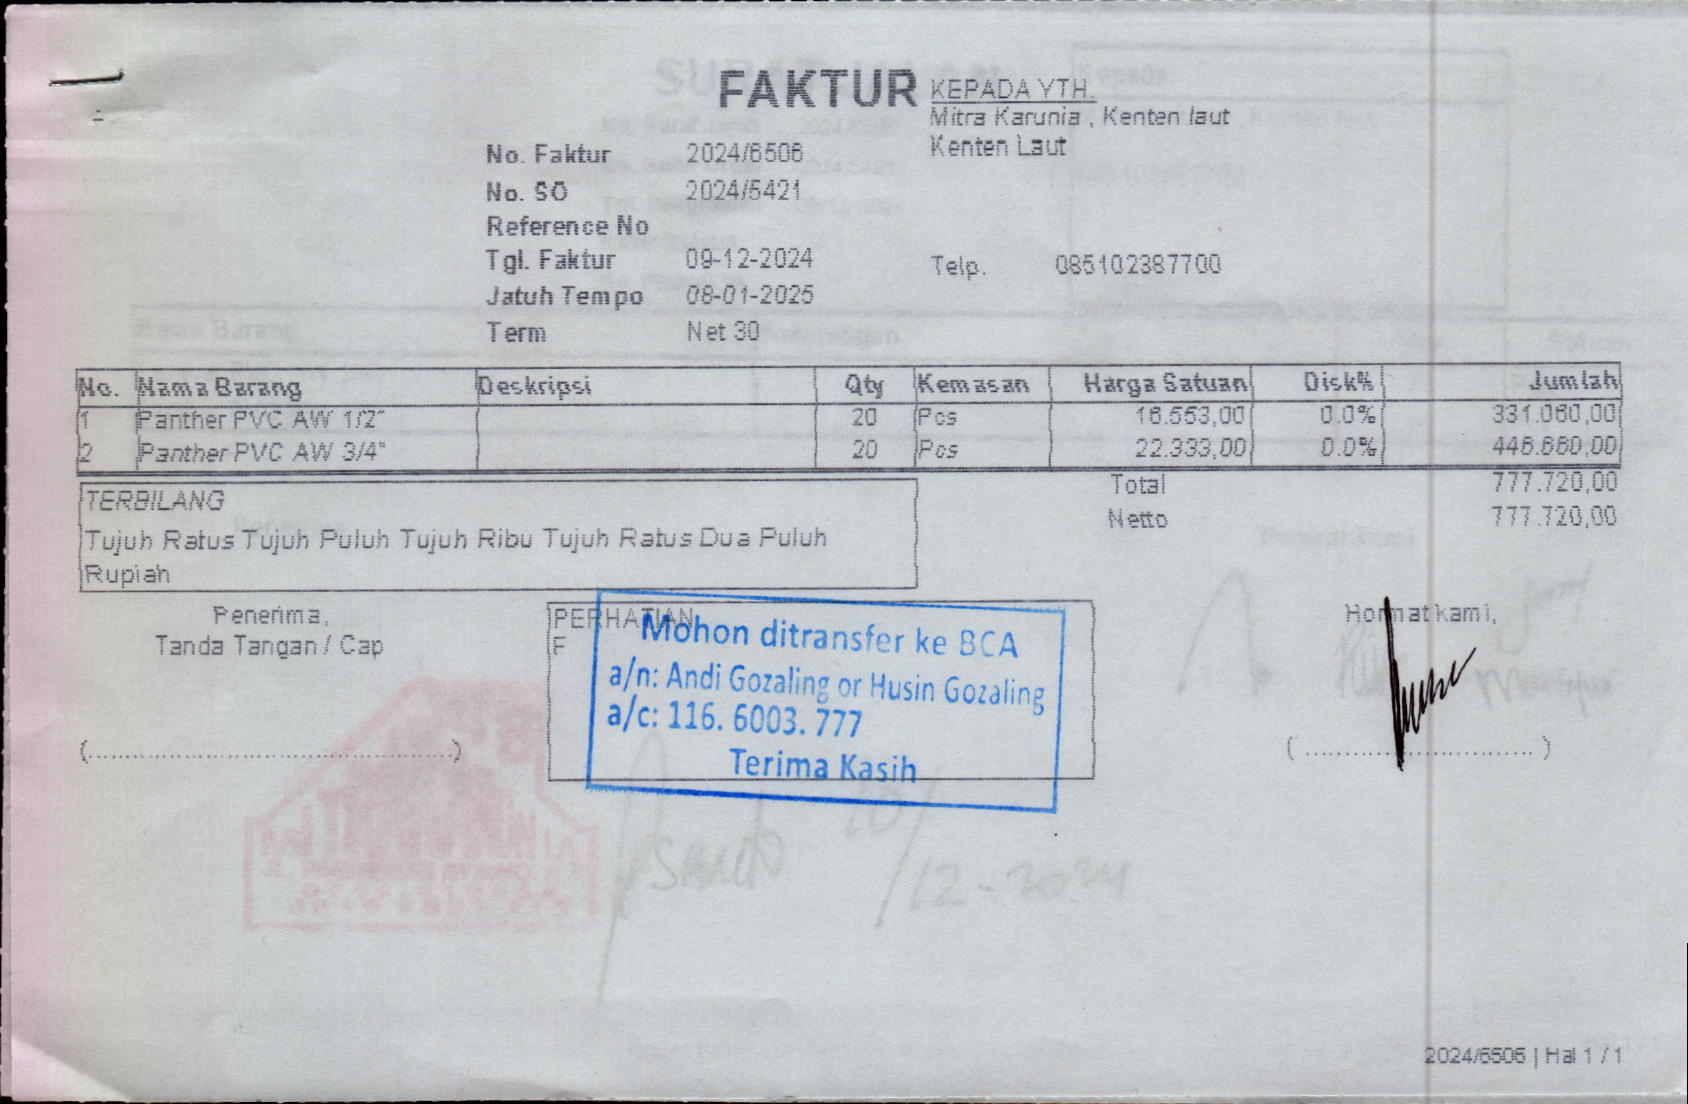 FAKTUR
KEPADA YTH.
Mitra Karunia , Kenten laut
Kenten Laut
No. Faktur 2024/6506
No. SO 2024/5421
Reference No
Tgl. Faktur 09-12-2024
Telp. 085102387700
Jatuh Tempo 08-01-2025
Term Net 30
No. Nama Barang Deskripsi Qty Kemasan Harga Satuan Disk% Jumlah
1 Panther PVC AW 1/2" 20 Pcs 16.553,00 0.0% 331.060,00
2 Panther PVC AW 3/4" 20 Pcs 22.333,00 0.0% 446.660,00
Total 777.720,00
Netto 777.720,00
TERBILANG
Tujuh Ratus Tujuh Puluh Tujuh Ribu Tujuh Ratus Dua Puluh
Rupiah
Penerima,
Tanda Tangan / Cap
(...............................................)
PERHATIAN
F
Mohon ditransfer ke BCA
a/n: Andi Gozaling or Husin Gozaling
a/c: 116. 6003. 777
Terima Kasih
Hormat kami,
( ............................. )
12-2024
2024/6506 | Hal 1 / 1